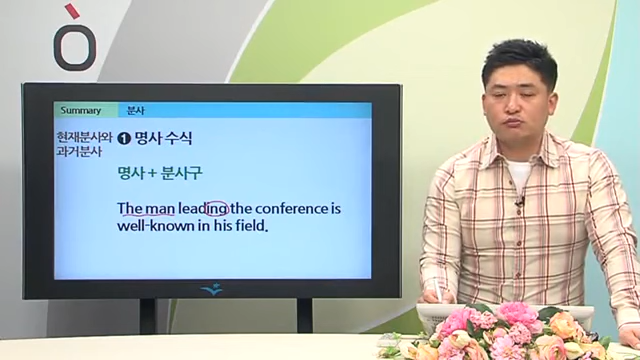 Summary 분사
현재분사와
과거분사
❶ 명사 수식
명사 + 분사구
The man leading the conference is
well-known in his field.